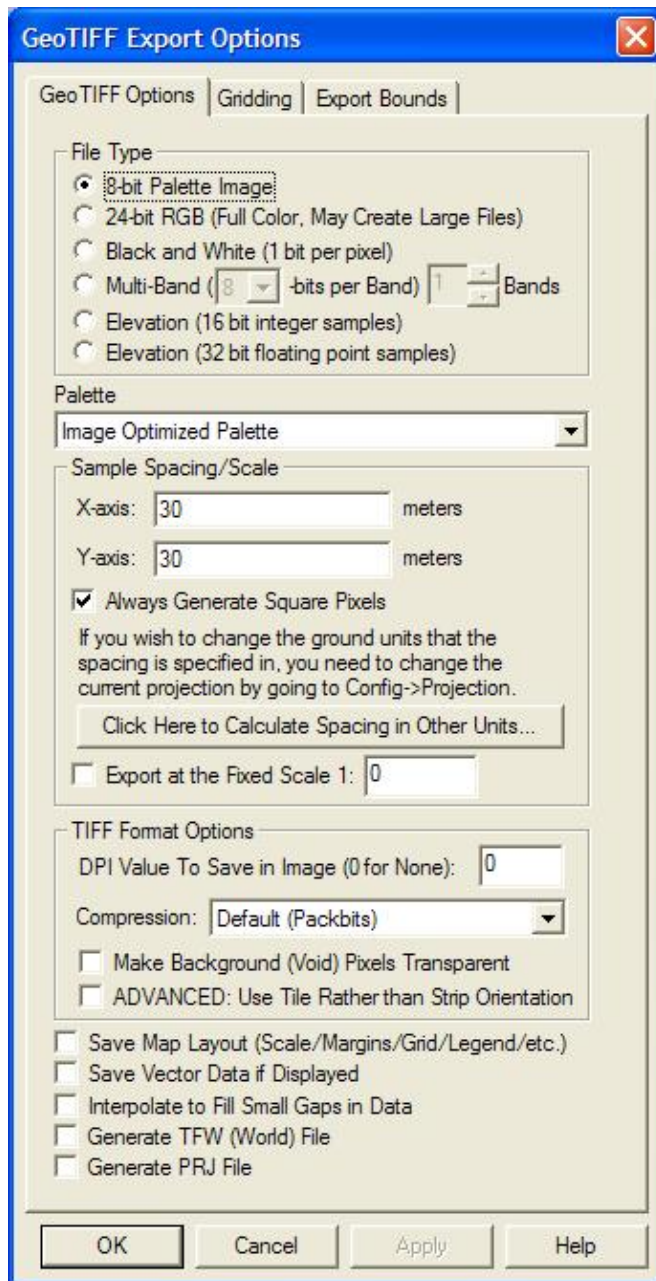 GeoTIFF Export Options
GeoTIFF Options Gridding Export Bounds
File Type
8-bit Palette Image
24-bit RGB (Full Color, May Create Large Files)
Black and White (1 bit per pixel)
Multi-Band (8 -bits per Band) 1 Bands
Elevation (16 bit integer samples)
Elevation (32 bit floating point samples)
Palette
Image Optimized Palette
Sample Spacing/Scale
X-axis: 30 meters
Y-axis: 30 meters
Always Generate Square Pixels
If you wish to change the ground units that the
spacing is specified in, you need to change the
current projection by going to Config->Projection.
Click Here to Calculate Spacing in Other Units...
Export at the Fixed Scale 1: 0
TIFF Format Options
DPI Value To Save in Image (0 for None): 0
Compression: Default (Packbits)
Make Background (Void) Pixels Transparent
ADVANCED: Use Tile Rather than Strip Orientation
Save Map Layout (Scale/Margins/Grid/Legend/etc.)
Save Vector Data if Displayed
Interpolate to Fill Small Gaps in Data
Generate TFW (World) File
Generate PRJ File
OK Cancel Apply Help